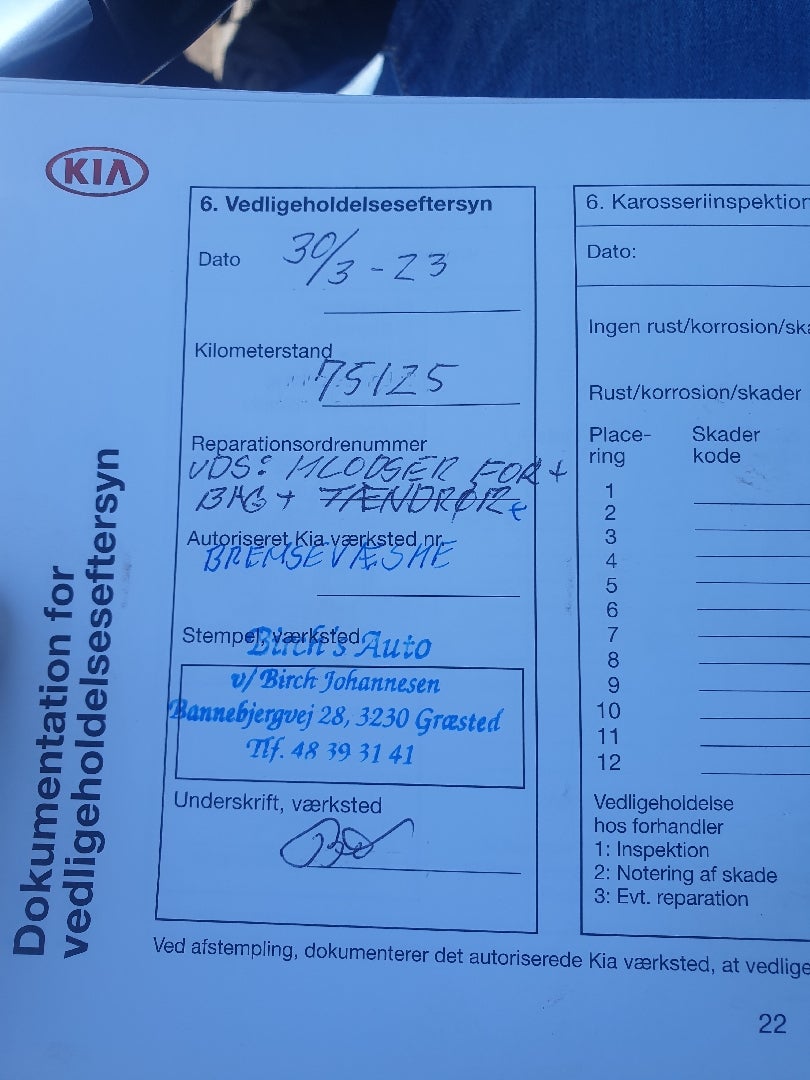 KIA
Dokumentation for
vedligeholdelseseftersyn
6. Vedligeholdelseseftersyn
Dato 30/3 - 23
Kilometerstand
75125
Reparationsordrenummer
UDS: KLODSER FOR +
BAG + TÆNDRØR
Autoriseret Kia værksted nr.
BREMSEVÆSKE
Stempel, værksted
Birch's Auto
v/ Birch Johannesen
Bannebjergvej 28, 3230 Græsted
Tlf. 48 39 31 41
Underskrift, værksted
6. Karosseriinspektion
Dato:
Ingen rust/korrosion/ska
Rust/korrosion/skader
Place- Skader
ring kode
1
2
3
4
5
6
7
8
9
10
11
12
Vedligeholdelse
hos forhandler
1: Inspektion
2: Notering af skade
3: Evt. reparation
Ved afstempling, dokumenterer det autoriserede Kia værksted, at vedlige
22